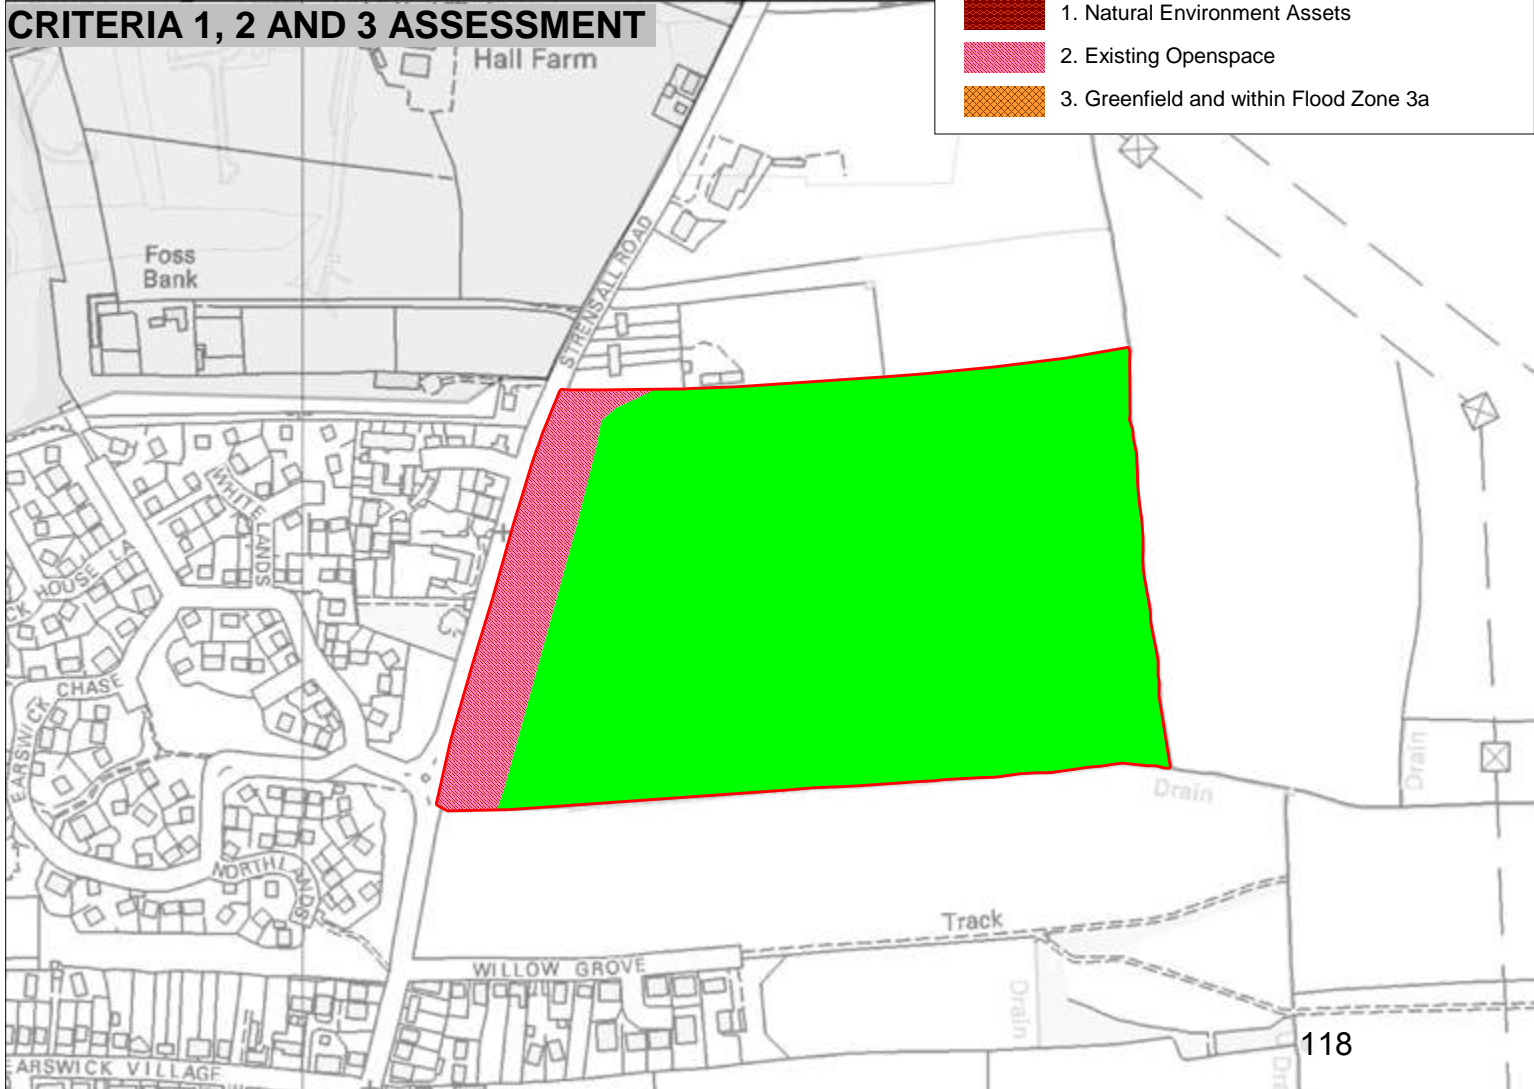 CRITERIA 1, 2 AND 3 ASSESSMENT
1. Natural Environment Assets
2. Existing Openspace
3. Greenfield and within Flood Zone 3a
Hall Farm
Foss
Bank
STRENSALL ROAD
WHITELANDS
CK HOUSE LA
EARSWICK CHASE
NORTHLANDS
Drain
Drain
Track
WILLOW GROVE
Drain
118
EARSWICK VILLAGE